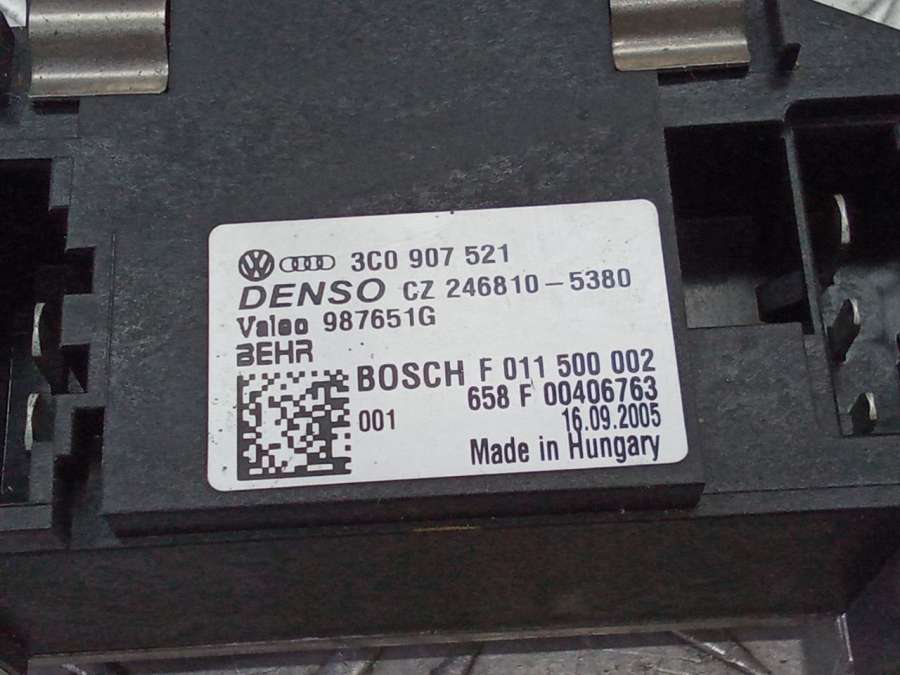 3C0 907 521
DENSO CZ 246810-5380
Valeo 987651G
BEHR
BOSCH F 011 500 002
658 F 00406763
001 16.09.2005
Made in Hungary